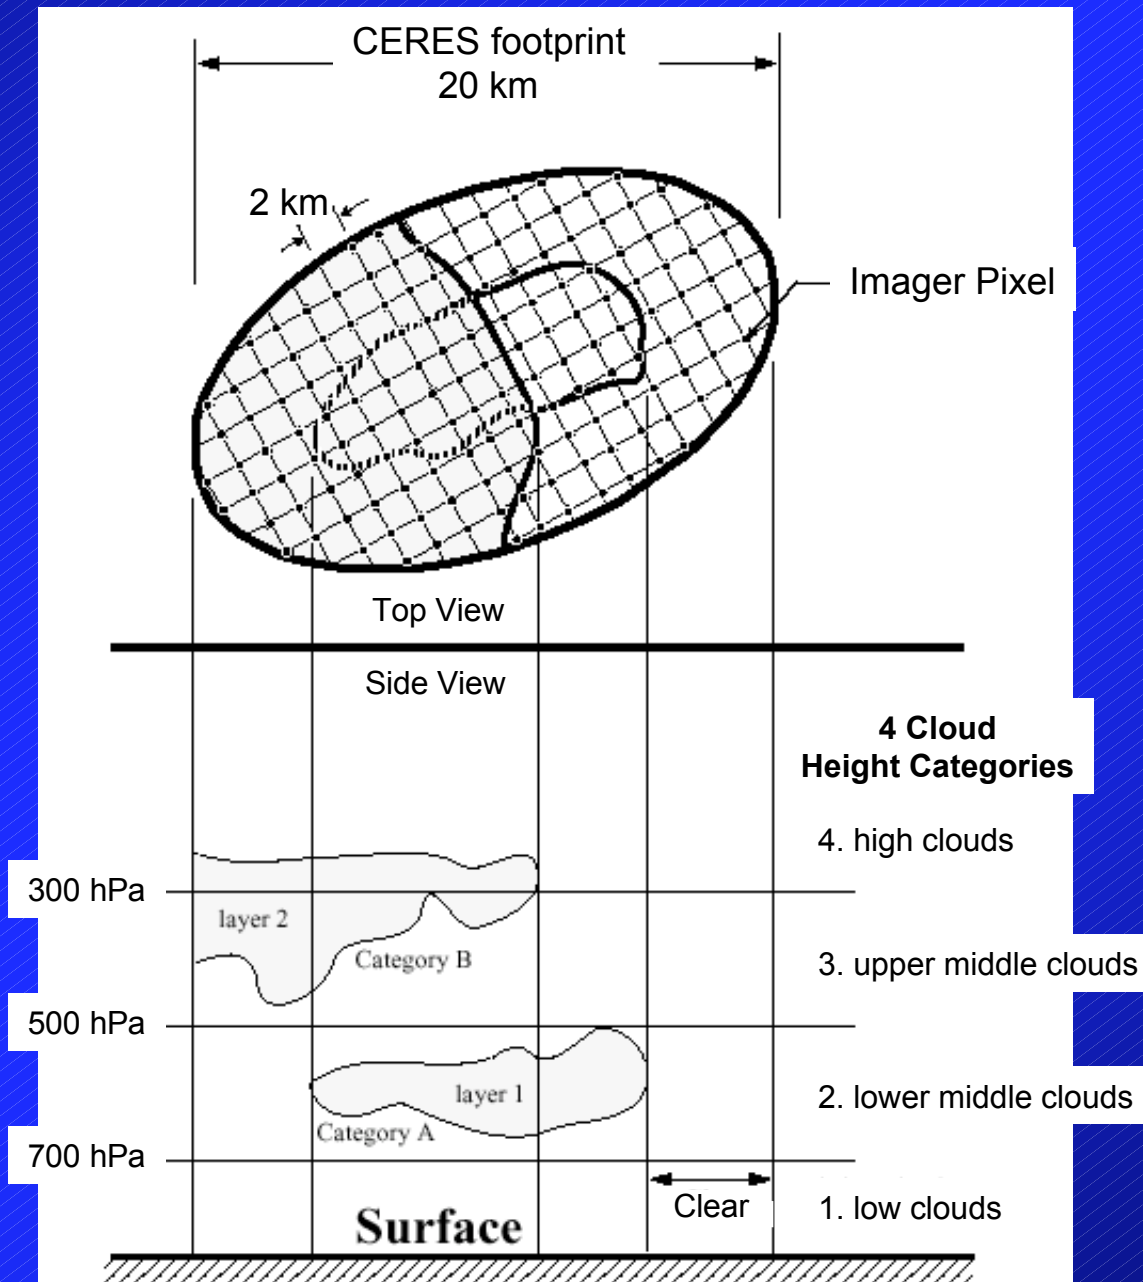 CERES footprint
20 km
2 km
Imager Pixel
Top View
Side View
4 Cloud
Height Categories
4. high clouds
300 hPa
layer 2
Category B
3. upper middle clouds
500 hPa
layer 1
2. lower middle clouds
Category A
700 hPa
Clear
1. low clouds
Surface